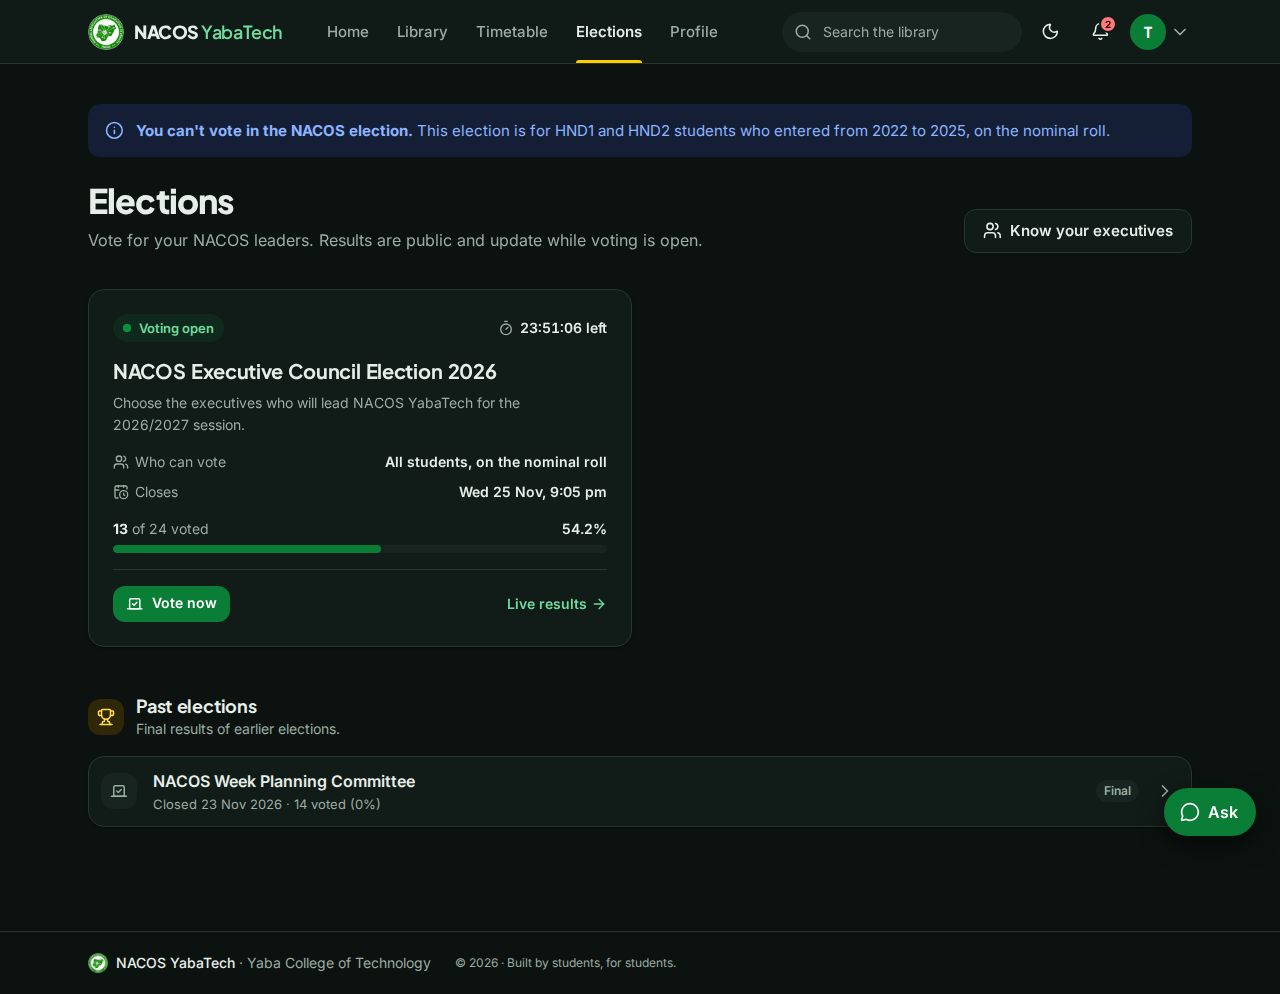 NACOS YabaTech
Home
Library
Timetable
Elections
Profile
Search the library
2
T
You can't vote in the NACOS election. This election is for HND1 and HND2 students who entered from 2022 to 2025, on the nominal roll.
Elections
Vote for your NACOS leaders. Results are public and update while voting is open.
Know your executives
Voting open
23:51:06 left
NACOS Executive Council Election 2026
Choose the executives who will lead NACOS YabaTech for the
2026/2027 session.
Who can vote
All students, on the nominal roll
Closes
Wed 25 Nov, 9:05 pm
13 of 24 voted
54.2%
Vote now
Live results
Past elections
Final results of earlier elections.
NACOS Week Planning Committee
Closed 23 Nov 2026 · 14 voted (0%)
Final
Ask
NACOS YabaTech · Yaba College of Technology
© 2026 · Built by students, for students.